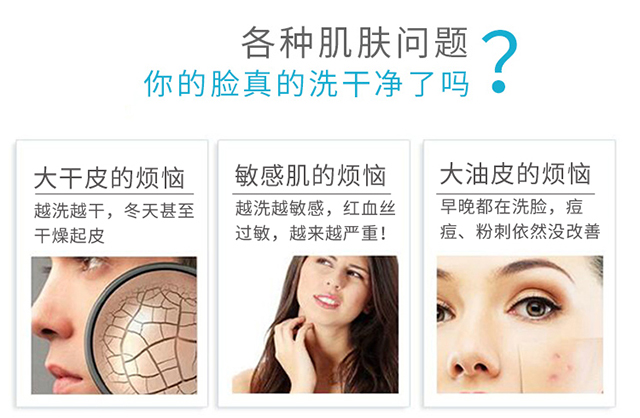 各种肌肤问题
你的脸真的洗干净了吗?
大干皮的烦恼
越洗越干，冬天甚至
干燥起皮
敏感肌的烦恼
越洗越敏感，红血丝
过敏，越来越严重！
大油皮的烦恼
早晚都在洗脸，痘
痘、粉刺依然没改善